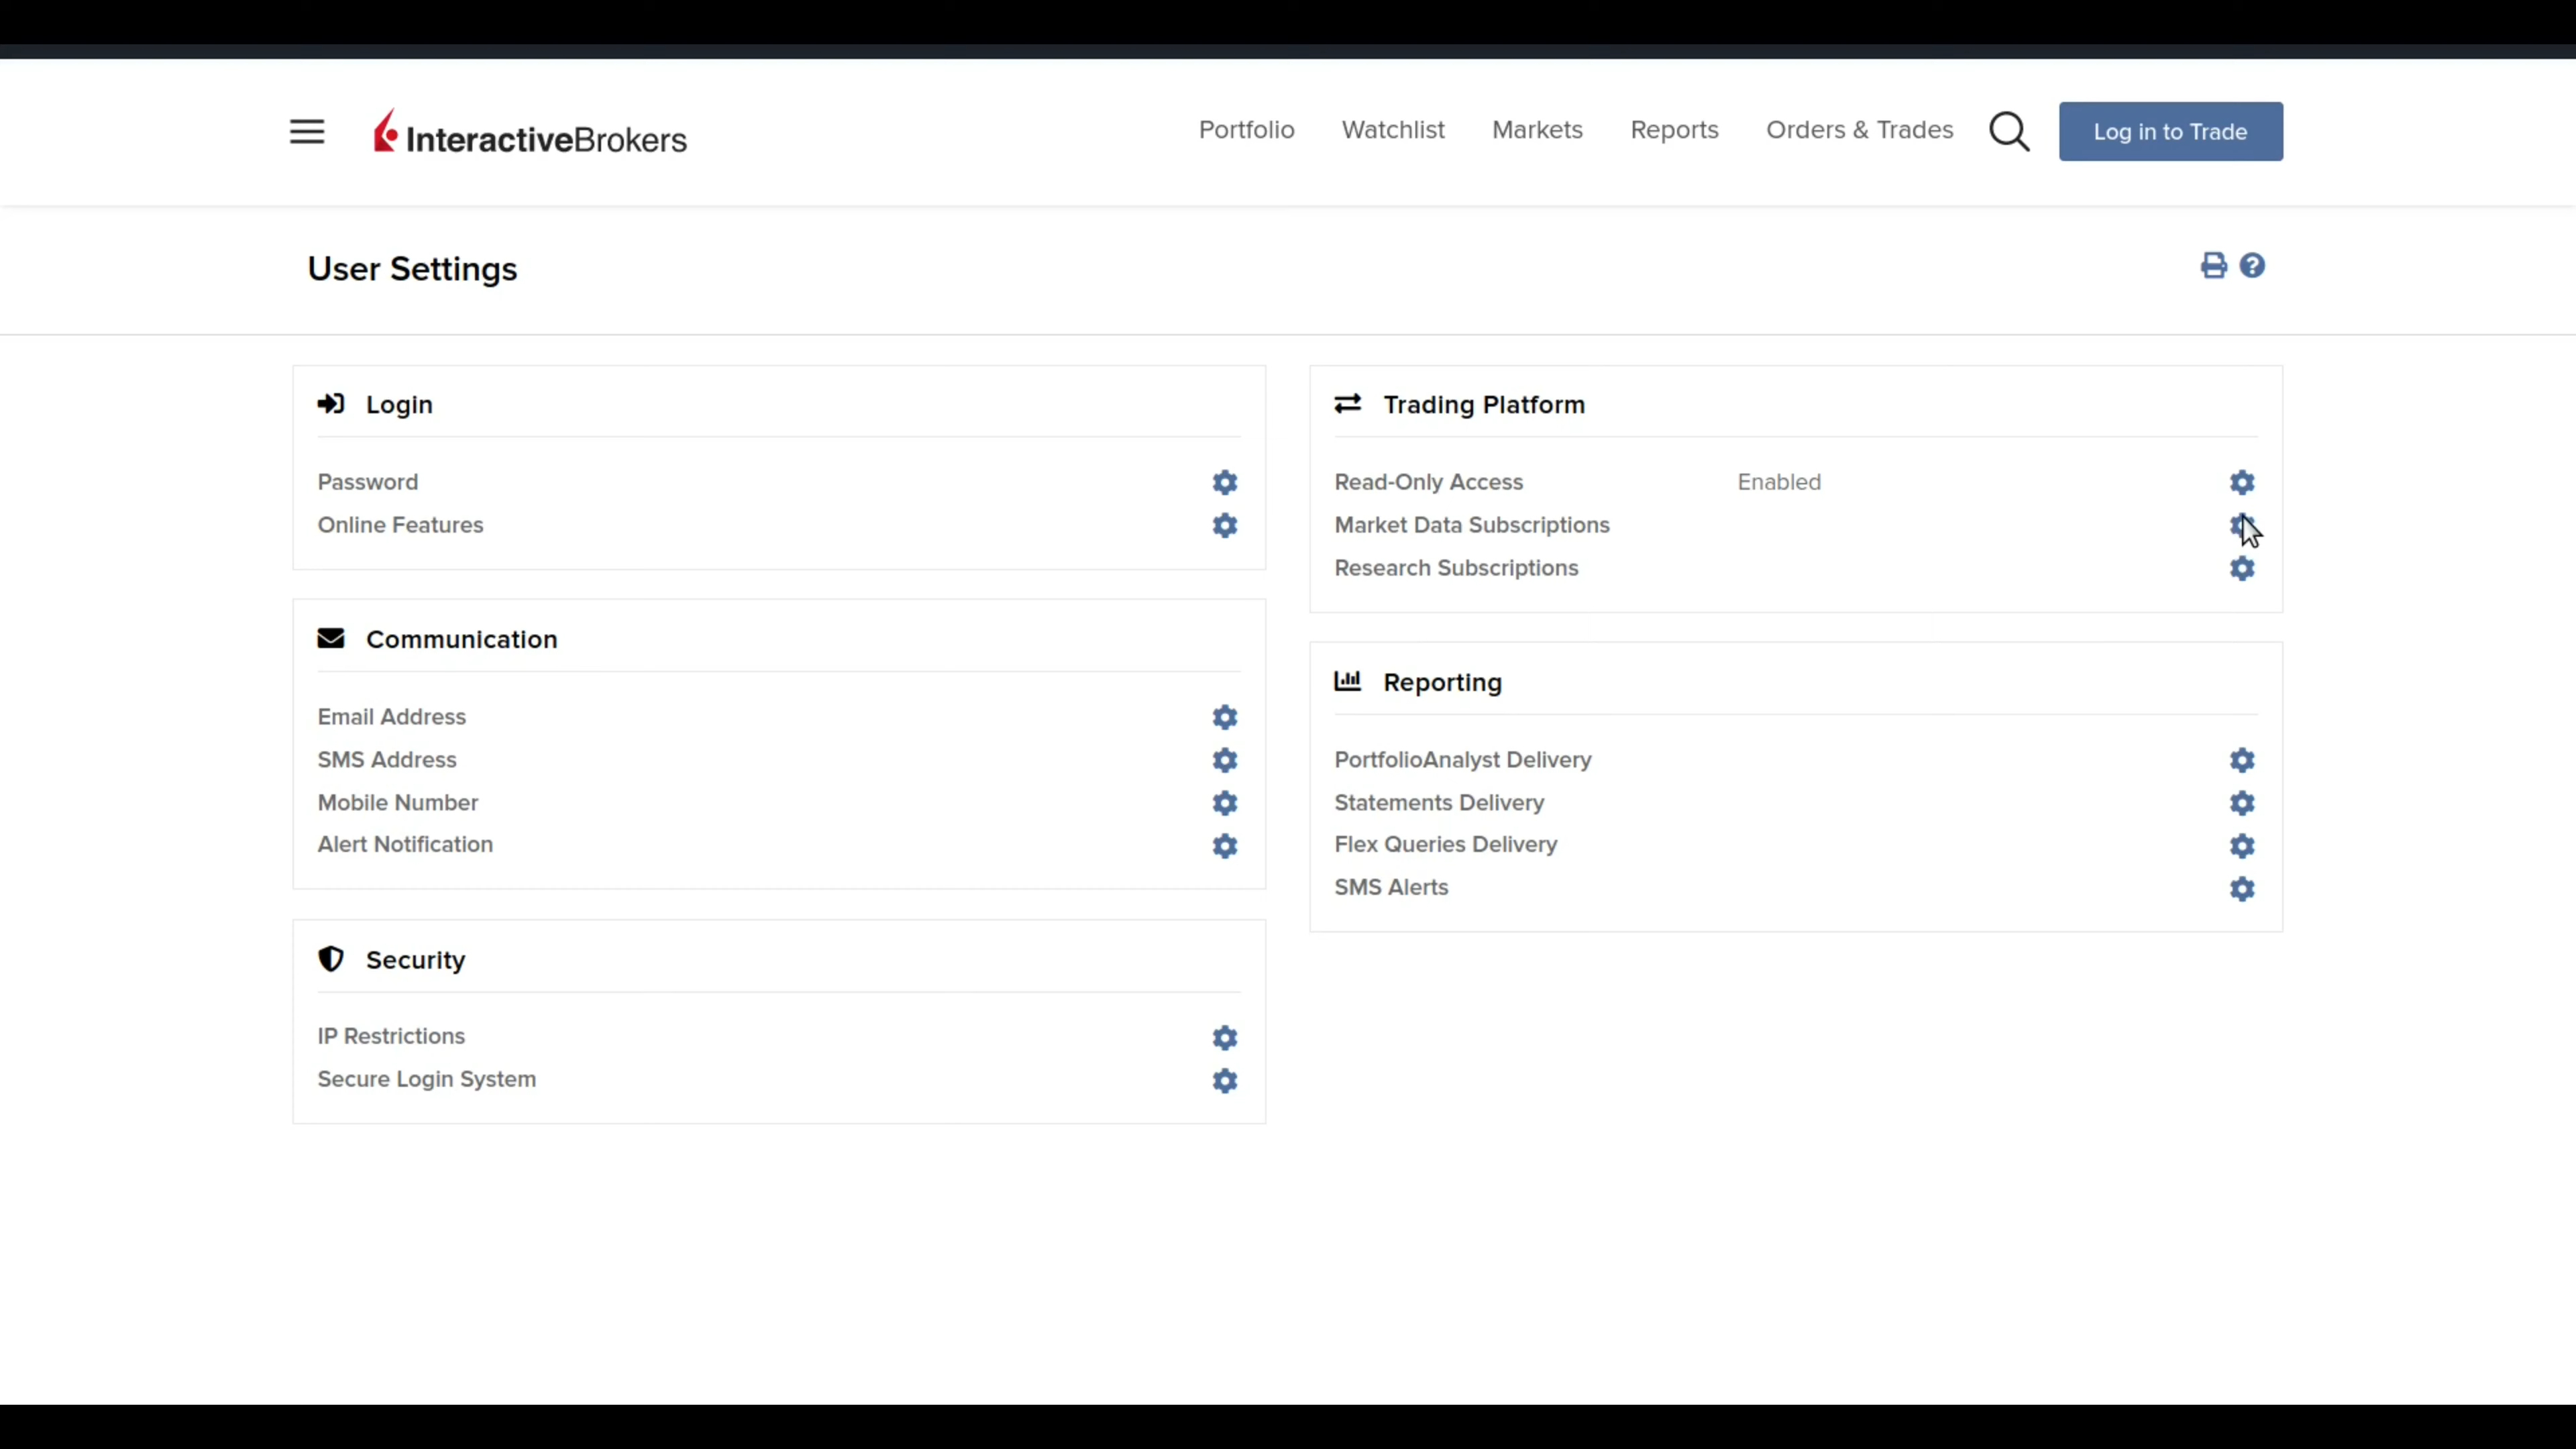 InteractiveBrokers
Portfolio Watchlist Markets Reports Orders & Trades Log in to Trade
User Settings
Login
Password
Online Features
Communication
Email Address
SMS Address
Mobile Number
Alert Notification
Security
IP Restrictions
Secure Login System
Trading Platform
Read-Only Access Enabled
Market Data Subscriptions
Research Subscriptions
Reporting
PortfolioAnalyst Delivery
Statements Delivery
Flex Queries Delivery
SMS Alerts